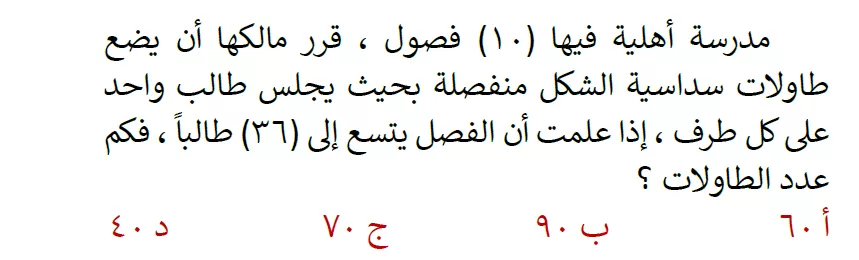 مدرسة أهلية فيها (١٠) فصول ، قرر مالكها أن يضع
طاولات سداسية الشكل منفصلة بحيث يجلس طالب واحد
على كل طرف ، إذا علمت أن الفصل يتسع إلى (٣٦) طالباً ، فكم
عدد الطاولات ؟
أ ٦٠ ب ٩٠ ج ٧٠ د ٤٠